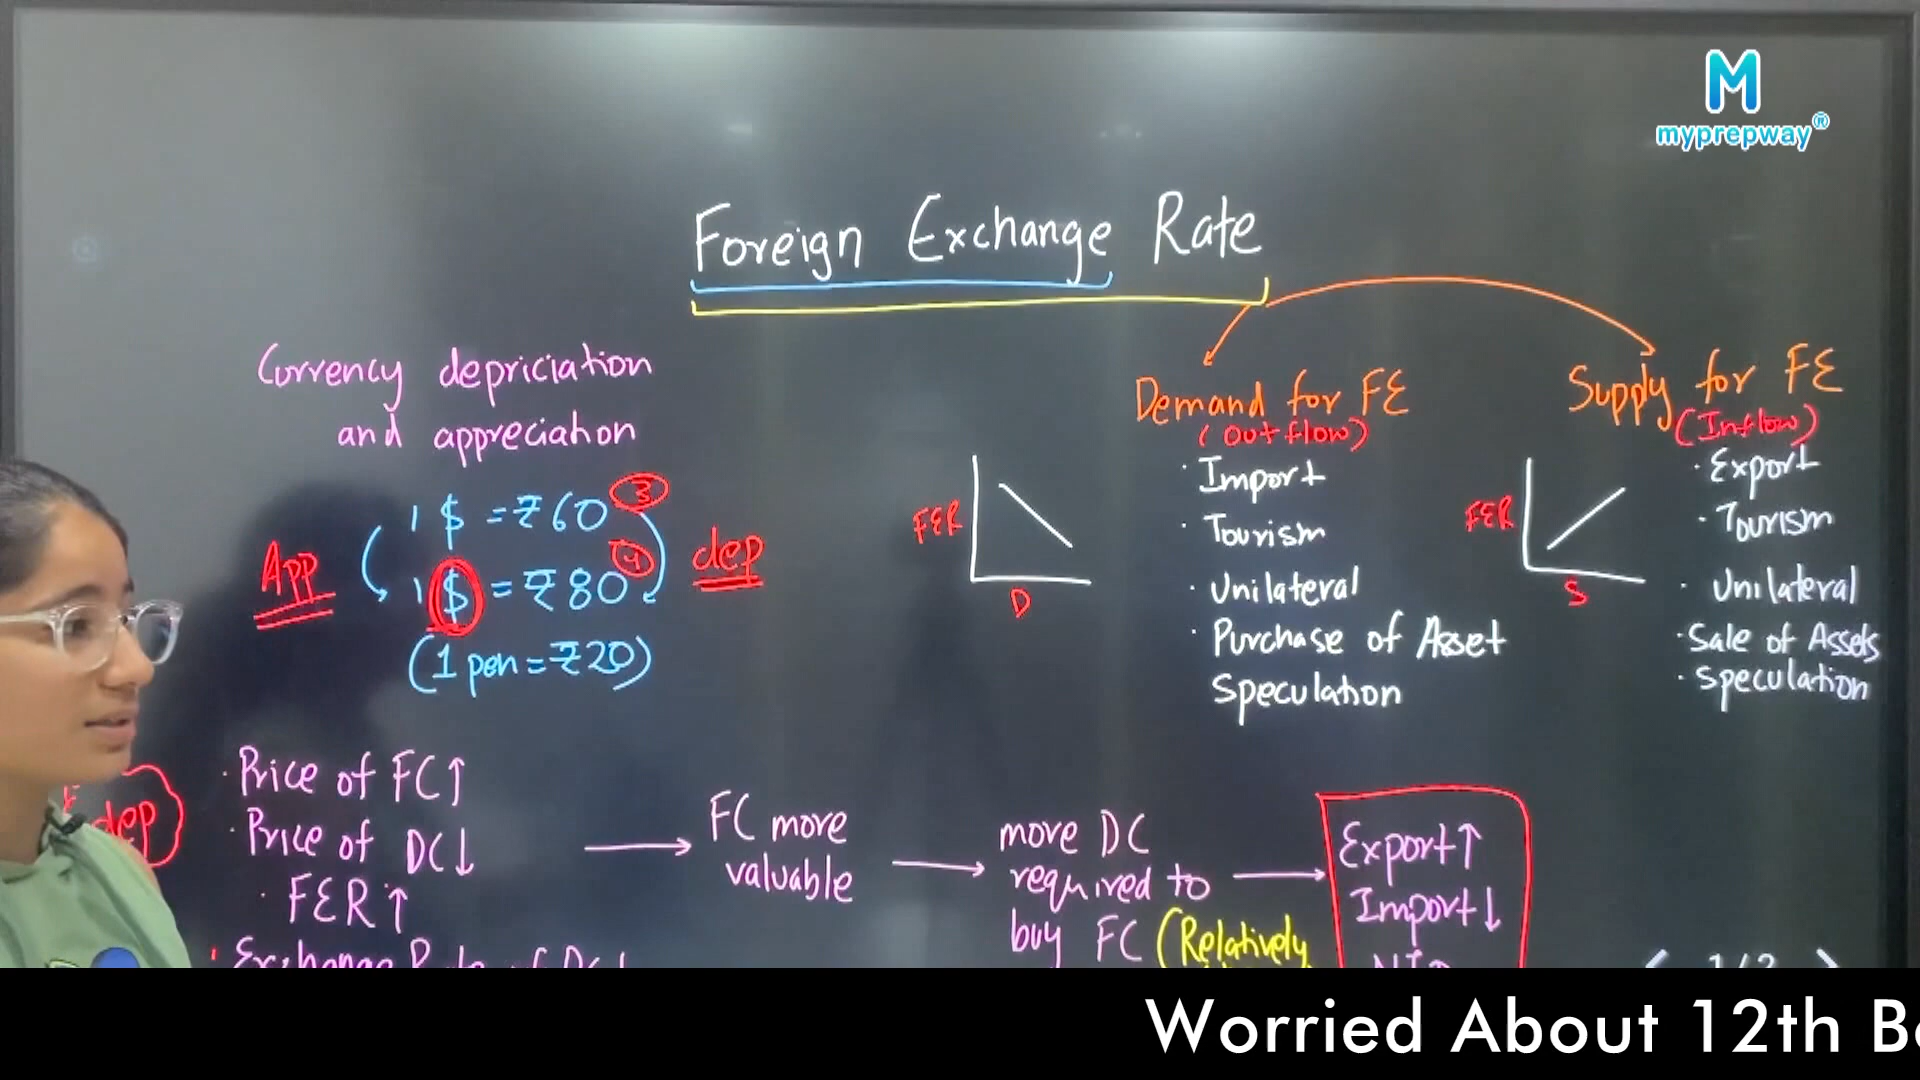 M
myprepway®
Foreign Exchange Rate
Currency depriciation
and appreciation
1 $ = ₹60 3
App
1 $ = ₹80 4
dep
(1 pen = ₹20)
FER
D
Demand for FE
(Outflow)
· Import
· Tourism
· Unilateral
· Purchase of Asset
Speculation
FER
S
Supply for FE
(Inflow)
· Export
· Tourism
· Unilateral
· Sale of Assets
· Speculation
dep
· Price of FC↑
· Price of DC↓
· FER↑
FC more
valuable
more DC
required to
buy FC (Relatively
Export↑
Import↓
Worried About 12th B